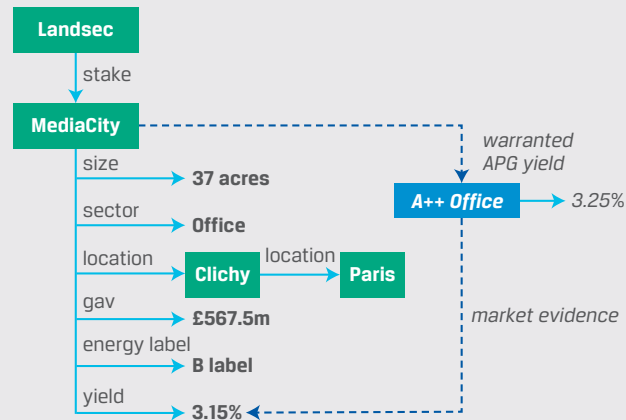 Landsec
stake
MediaCity
warranted
APG yield
size
37 acres
A++ Office
3.25%
sector
Office
location
Clichy
location
Paris
gav
£567.5m
market evidence
energy label
B label
yield
3.15%